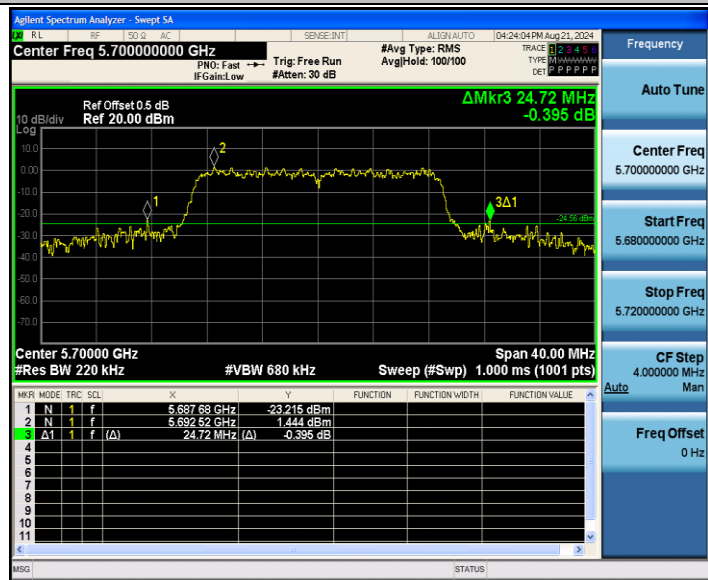 Agilent Spectrum Analyzer - Swept SA
RL RF 50 Ω AC SENSE:INT ALIGN AUTO 04:24:04 PM Aug 21, 2024
Center Freq 5.700000000 GHz
PNO: Fast
IFGain:Low
Trig: Free Run
#Atten: 30 dB
#Avg Type: RMS
Avg|Hold: 100/100
TRACE 1 2 3 4 5 6
TYPE M WWWWW
DET P P P P P P
Ref Offset 0.5 dB
10 dB/div Ref 20.00 dBm
Log
ΔMkr3 24.72 MHz
-0.395 dB
10.0
0.00
-10.0
-20.0
-30.0
-40.0
-50.0
-60.0
-70.0
1
2
3Δ1
-24.56 dBm
Center 5.70000 GHz Span 40.00 MHz
#Res BW 220 kHz #VBW 680 kHz Sweep (#Swp) 1.000 ms (1001 pts)
MKR MODE TRC SCL X Y FUNCTION FUNCTION WIDTH FUNCTION VALUE
1 N 1 f 5.687 68 GHz -23.215 dBm
2 N 1 f 5.692 52 GHz 1.444 dBm
3 Δ1 1 f (Δ) 24.72 MHz (Δ) -0.395 dB
4
5
6
7
8
9
10
11
MSG STATUS
Frequency
Auto Tune
Center Freq
5.700000000 GHz
Start Freq
5.680000000 GHz
Stop Freq
5.720000000 GHz
CF Step
4.000000 MHz
Auto Man
Freq Offset
0 Hz